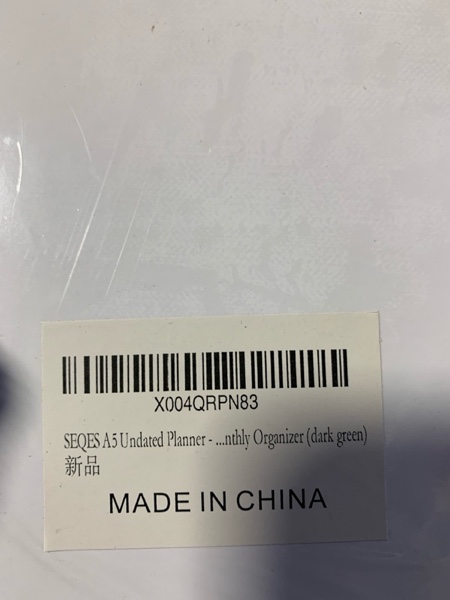 X004QRPN83
SEQES A5 Undated Planner - ...nthly Organizer (dark green)
新品
MADE IN CHINA